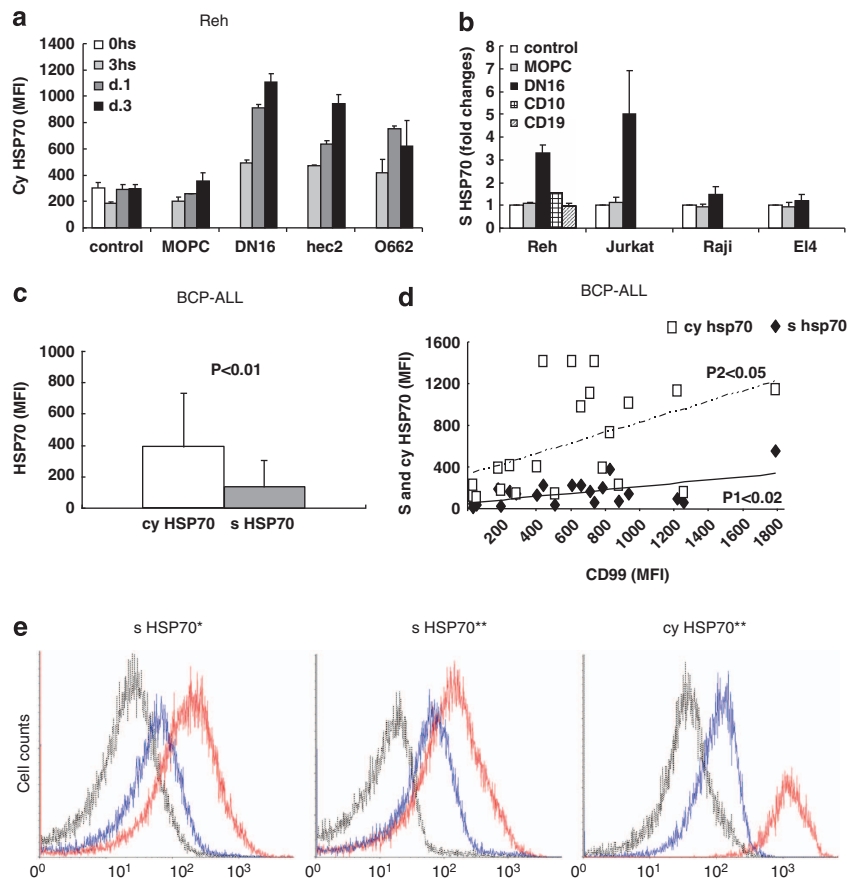 a
Reh
Cy HSP70 (MFI)
1400
1200
1000
800
600
400
200
0
0hs
3hs
d.1
d.3
control MOPC DN16 hec2 O662
b
S HSP70 (fold changes)
8
7
6
5
4
3
2
1
0
control
MOPC
DN16
CD10
CD19
Reh Jurkat Raji El4
c
BCP-ALL
HSP70 (MFI)
1000
800
600
400
200
0
P<0.01
cy HSP70 s HSP70
d
BCP-ALL
cy hsp70 s hsp70
S and cy HSP70 (MFI)
1600
1200
800
400
0
P2<0.05
P1<0.02
200 400 600 800 1000 1200 1400 1600 1800
CD99 (MFI)
e
s HSP70* s HSP70** cy HSP70**
Cell counts
10⁰ 10¹ 10² 10³
10⁰ 10¹ 10² 10³
10⁰ 10¹ 10² 10³